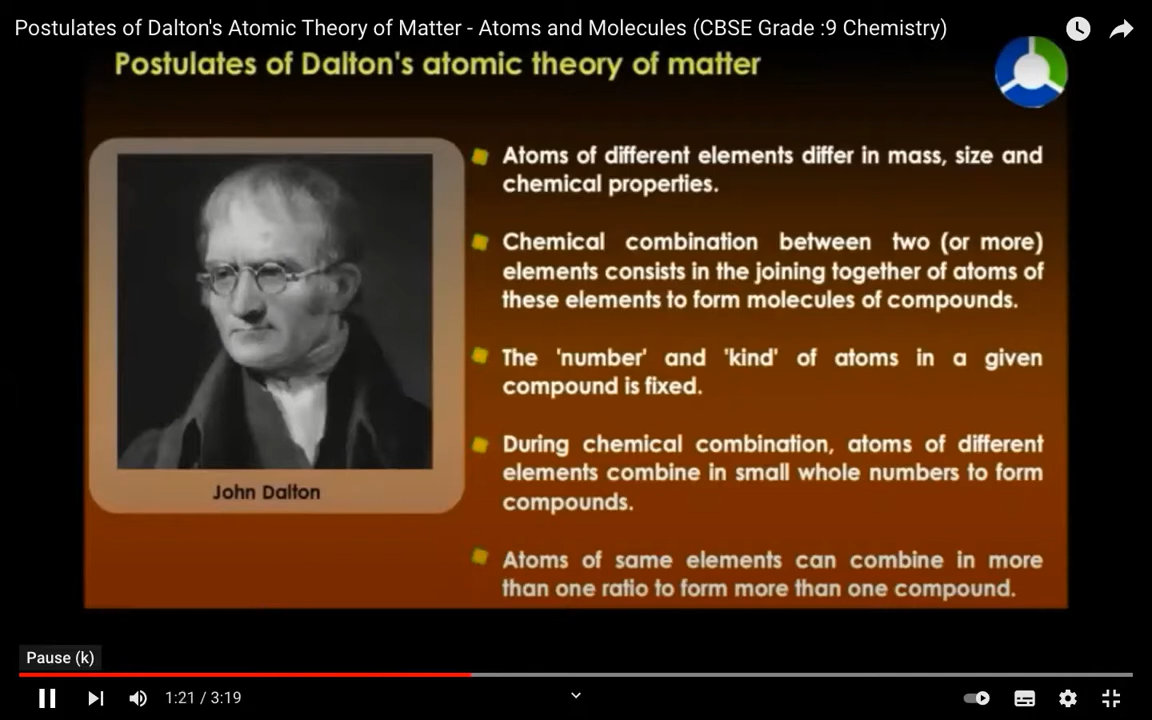 Postulates of Dalton's Atomic Theory of Matter - Atoms and Molecules (CBSE Grade :9 Chemistry)
Postulates of Dalton's atomic theory of matter
Atoms of different elements differ in mass, size and
chemical properties.
Chemical combination between two (or more)
elements consists in the joining together of atoms of
these elements to form molecules of compounds.
The 'number' and 'kind' of atoms in a given
compound is fixed.
During chemical combination, atoms of different
elements combine in small whole numbers to form
compounds.
Atoms of same elements can combine in more
than one ratio to form more than one compound.
John Dalton
Pause (k)
1:21 / 3:19